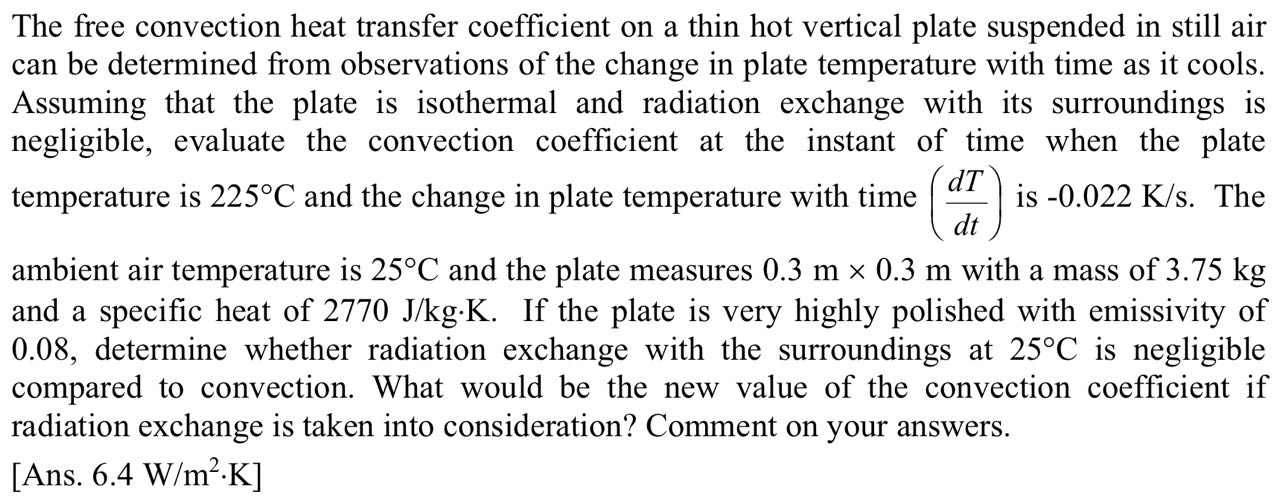 The free convection heat transfer coefficient on a thin hot vertical plate suspended in still air
can be determined from observations of the change in plate temperature with time as it cools.
Assuming that the plate is isothermal and radiation exchange with its surroundings is
negligible, evaluate the convection coefficient at the instant of time when the plate
temperature is 225°C and the change in plate temperature with time (dT/dt) is -0.022 K/s. The
ambient air temperature is 25°C and the plate measures 0.3 m × 0.3 m with a mass of 3.75 kg
and a specific heat of 2770 J/kg·K. If the plate is very highly polished with emissivity of
0.08, determine whether radiation exchange with the surroundings at 25°C is negligible
compared to convection. What would be the new value of the convection coefficient if
radiation exchange is taken into consideration? Comment on your answers.
[Ans. 6.4 W/m²·K]